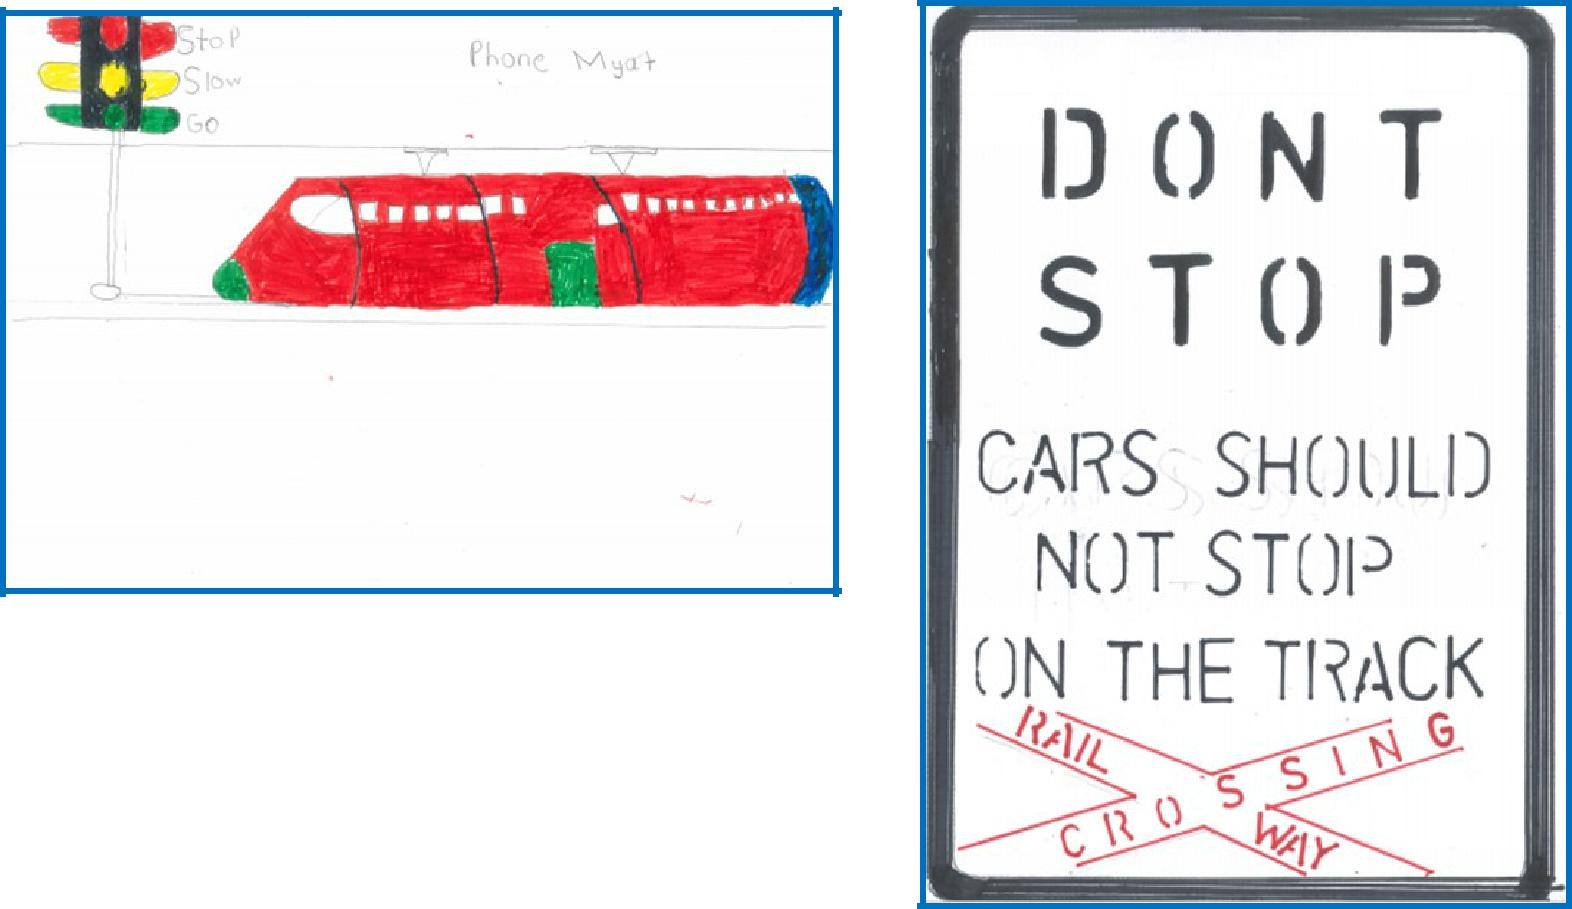 Stop
Slow
Go
Phone Myat
DONT
STOP
CARS SHOULD
NOT STOP
ON THE TRACK
RAIL
WAY
CROSSING